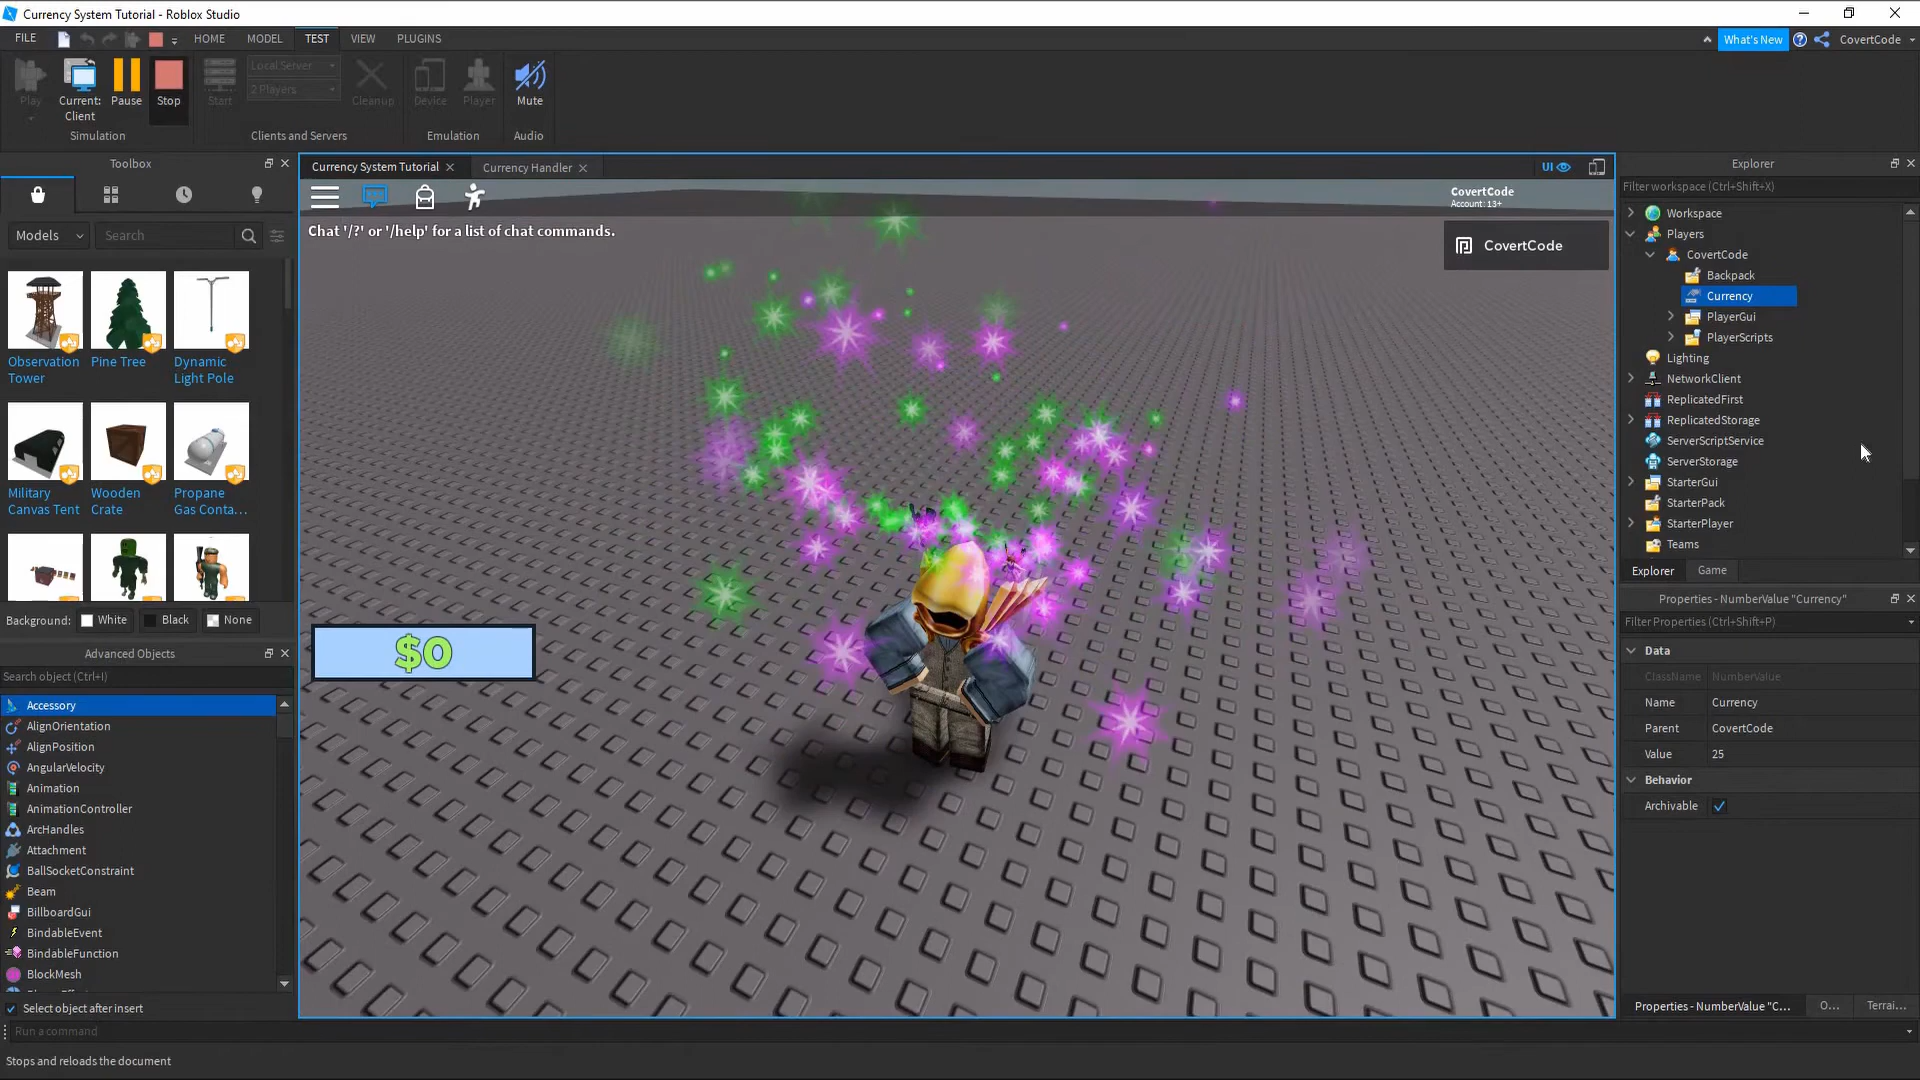 Currency System Tutorial - Roblox Studio
FILE
HOME
MODEL
TEST
VIEW
PLUGINS
What's New
CovertCode
Play
Current:
Client
Pause
Stop
Simulation
Start
Local Server
2 Players
Cleanup
Clients and Servers
Device
Player
Emulation
Mute
Audio
Toolbox
Models
Search
Observation
Tower
Pine Tree
Dynamic
Light Pole
Military
Canvas Tent
Wooden
Crate
Propane
Gas Conta...
Background:
White
Black
None
Advanced Objects
Search object (Ctrl+I)
Accessory
AlignOrientation
AlignPosition
AngularVelocity
Animation
AnimationController
ArcHandles
Attachment
BallSocketConstraint
Beam
BillboardGui
BindableEvent
BindableFunction
BlockMesh
Select object after insert
Run a command
Stops and reloads the document
Currency System Tutorial
Currency Handler
UI
Chat '/?' or '/help' for a list of chat commands.
CovertCode
Account: 13+
CovertCode
$0
Explorer
Filter workspace (Ctrl+Shift+X)
Workspace
Players
CovertCode
Backpack
Currency
PlayerGui
PlayerScripts
Lighting
NetworkClient
ReplicatedFirst
ReplicatedStorage
ServerScriptService
ServerStorage
StarterGui
StarterPack
StarterPlayer
Teams
Explorer
Game
Properties - NumberValue "Currency"
Filter Properties (Ctrl+Shift+P)
Data
ClassName NumberValue
Name Currency
Parent CovertCode
Value 25
Behavior
Archivable
Properties - NumberValue "C...
O...
Terrai...